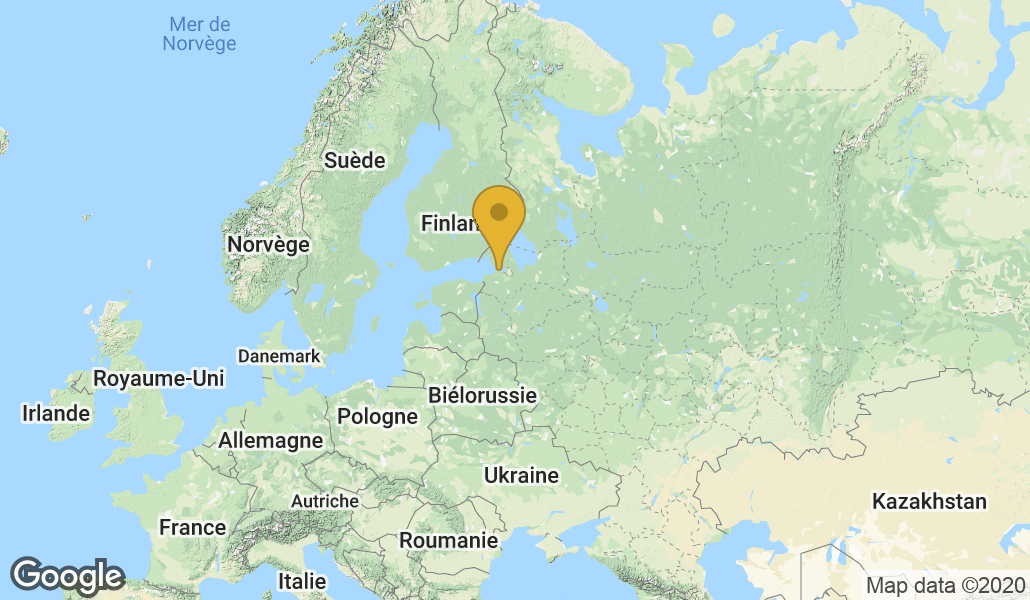 Mer de
Norvège
Suède
Finlan
Norvège
Danemark
Royaume-Uni
Irlande
Biélorussie
Pologne
Allemagne
Ukraine
Autriche
Kazakhstan
France
Roumanie
Italie
Google
Map data ©2020